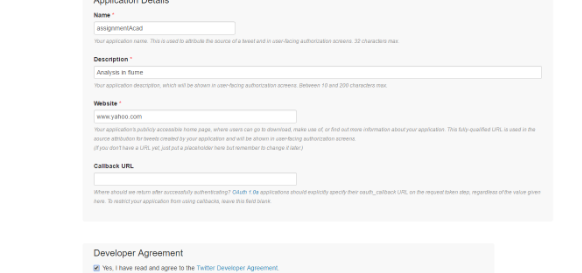 Application Details
Name *
assignmentAcad
Your application name. This is used to attribute the source of a tweet and in user-facing authorization screens. 32 characters max.
Description *
Analysis in flume
Your application description, which will be shown in user-facing authorization screens. Between 10 and 200 characters max.
Website *
www.yahoo.com
Your application's publicly accessible home page, where users can go to download, make use of, or find out more information about your application. This fully-qualified URL is used in the
source attribution for tweets created by your application and will be shown in user-facing authorization screens.
(If you don't have a URL yet, just put a placeholder here but remember to change it later.)
Callback URL
Where should we return after successfully authenticating? OAuth 1.0a applications should explicitly specify their oauth_callback URL on the request token step, regardless of the value given
here. To restrict your application from using callbacks, leave this field blank.
Developer Agreement
Yes, I have read and agree to the Twitter Developer Agreement.